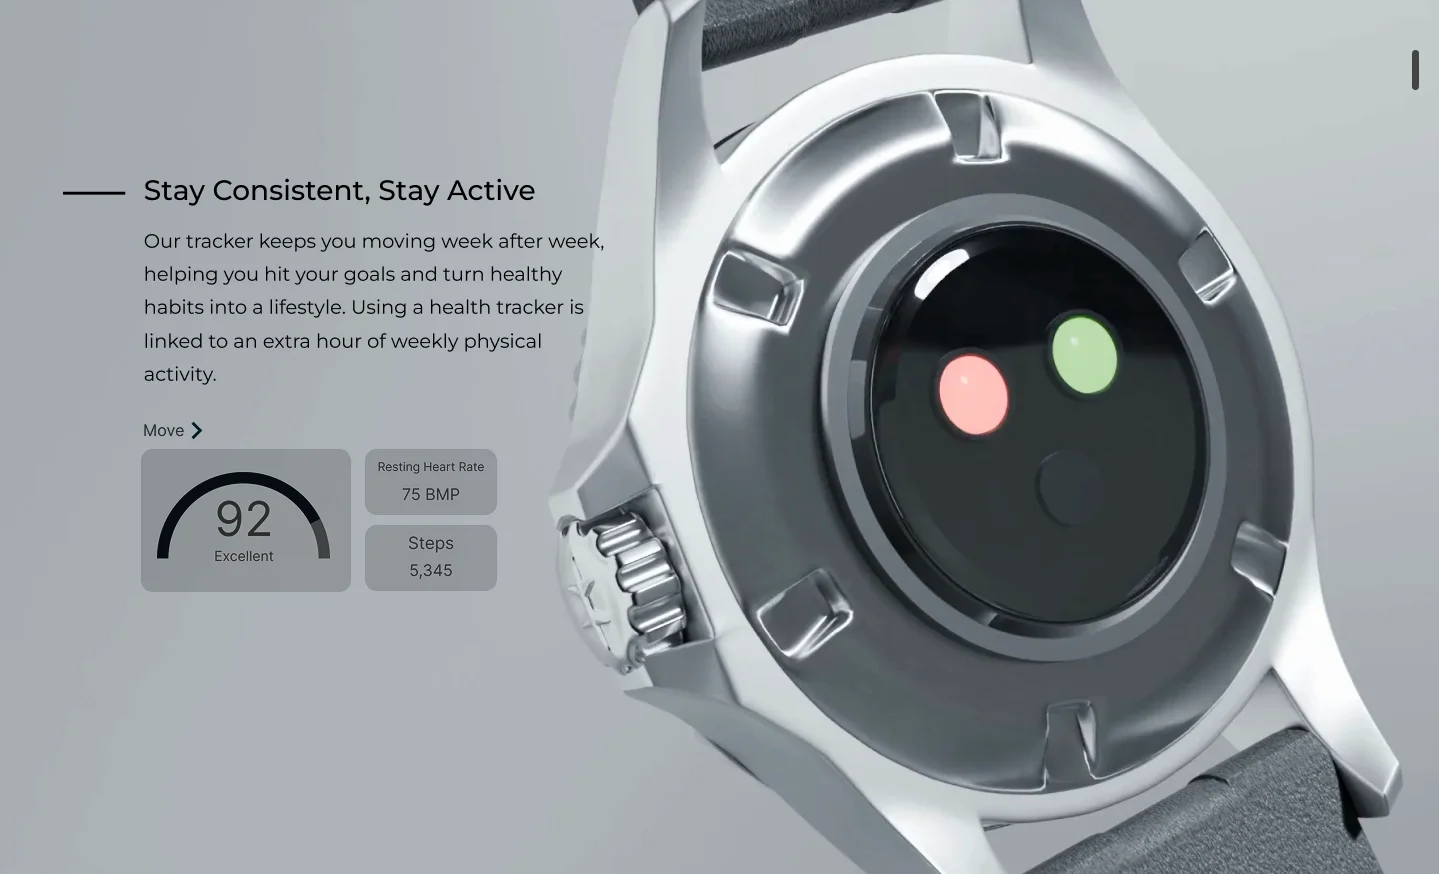 Stay Consistent, Stay Active
Our tracker keeps you moving week after week,
helping you hit your goals and turn healthy
habits into a lifestyle. Using a health tracker is
linked to an extra hour of weekly physical
activity.
Move
92
Excellent
Resting Heart Rate
75 BMP
Steps
5,345